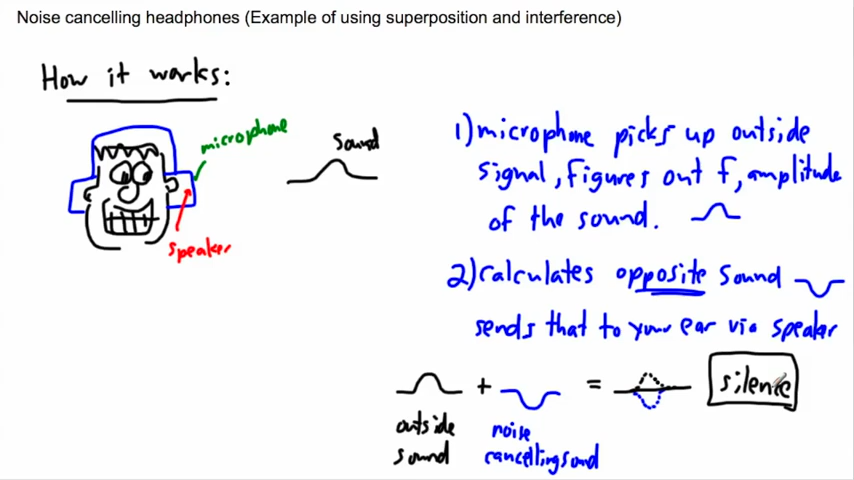 Noise cancelling headphones (Example of using superposition and interference)
How it works:
microphone
sound
speaker
1) microphone picks up outside
signal, figures out f, amplitude
of the sound.
2) calculates opposite sound
sends that to your ear via speaker
+ = silence
outside
sound
noise
cancelling sound